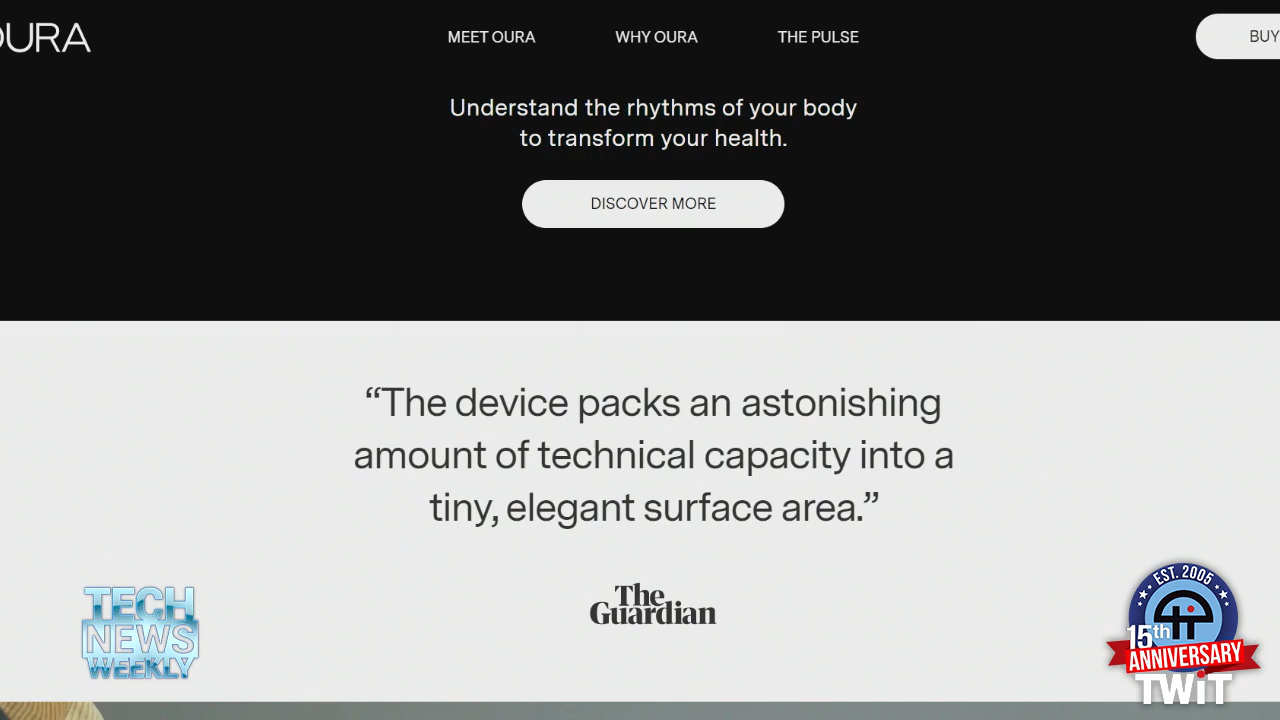 OURA
MEET OURA
WHY OURA
THE PULSE
BUY
Understand the rhythms of your body
to transform your health.
DISCOVER MORE
“The device packs an astonishing
amount of technical capacity into a
tiny, elegant surface area.”
The
Guardian
TECH
NEWS
WEEKLY
EST. 2005
15th
ANNIVERSARY
TWiT